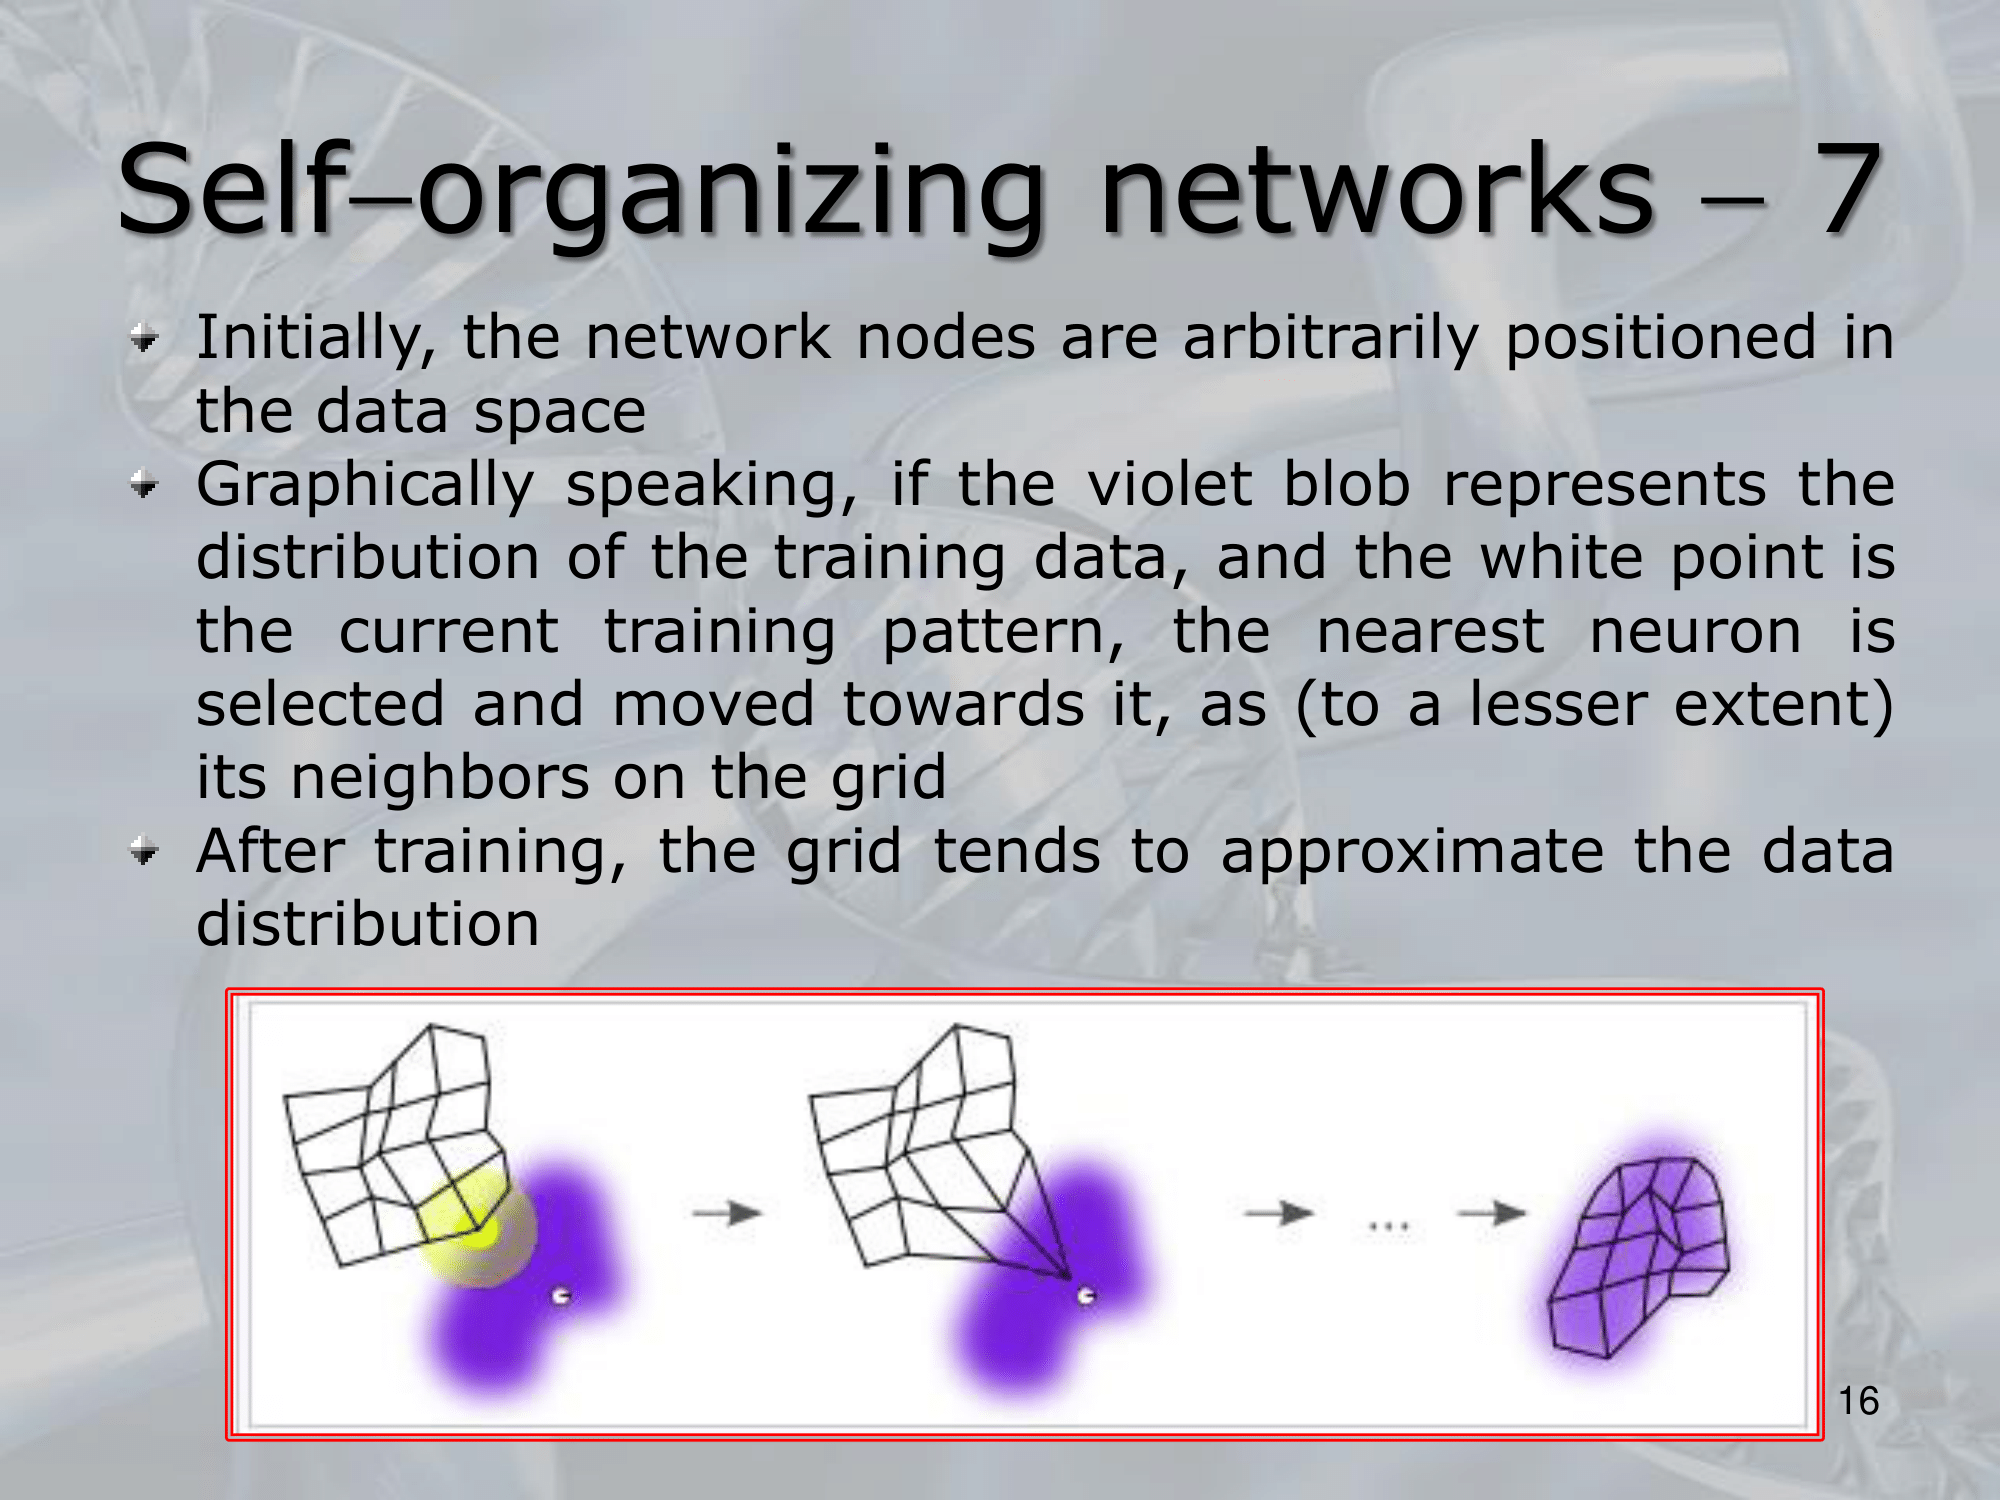 Self–organizing networks – 7
Initially, the network nodes are arbitrarily positioned in
the data space
Graphically speaking, if the violet blob represents the
distribution of the training data, and the white point is
the current training pattern, the nearest neuron is
selected and moved towards it, as (to a lesser extent)
its neighbors on the grid
After training, the grid tends to approximate the data
distribution
...
16